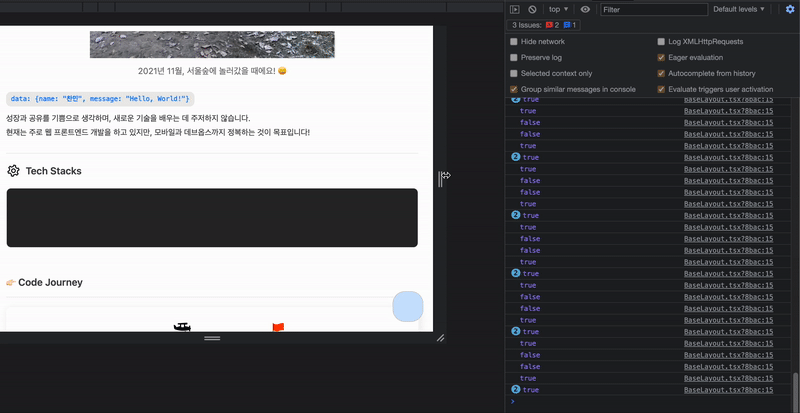 top ▼
Filter
Default levels ▼
3 Issues: 2 1
Hide network
Log XMLHttpRequests
Preserve log
Eager evaluation
Selected context only
Autocomplete from history
Group similar messages in console
Evaluate triggers user activation
2021년 11월, 서울숲에 놀러갔을 때에요! 😄
data: {name: "찬민", message: "Hello, World!"}
성장과 공유를 기쁨으로 생각하며, 새로운 기술을 배우는 데 주저하지 않습니다.
현재는 주로 웹 프론트엔드 개발을 하고 있지만, 모바일과 데브옵스까지 정복하는 것이 목표입니다!
Tech Stacks
👉🏻 Code Journey
2 true BaseLayout.tsx?8bac:15
true BaseLayout.tsx?8bac:15
false BaseLayout.tsx?8bac:15
false BaseLayout.tsx?8bac:15
true BaseLayout.tsx?8bac:15
2 true BaseLayout.tsx?8bac:15
true BaseLayout.tsx?8bac:15
false BaseLayout.tsx?8bac:15
false BaseLayout.tsx?8bac:15
true BaseLayout.tsx?8bac:15
2 true BaseLayout.tsx?8bac:15
true BaseLayout.tsx?8bac:15
false BaseLayout.tsx?8bac:15
false BaseLayout.tsx?8bac:15
true BaseLayout.tsx?8bac:15
2 true BaseLayout.tsx?8bac:15
true BaseLayout.tsx?8bac:15
false BaseLayout.tsx?8bac:15
false BaseLayout.tsx?8bac:15
true BaseLayout.tsx?8bac:15
2 true BaseLayout.tsx?8bac:15
true BaseLayout.tsx?8bac:15
false BaseLayout.tsx?8bac:15
false BaseLayout.tsx?8bac:15
true BaseLayout.tsx?8bac:15
2 true BaseLayout.tsx?8bac:15